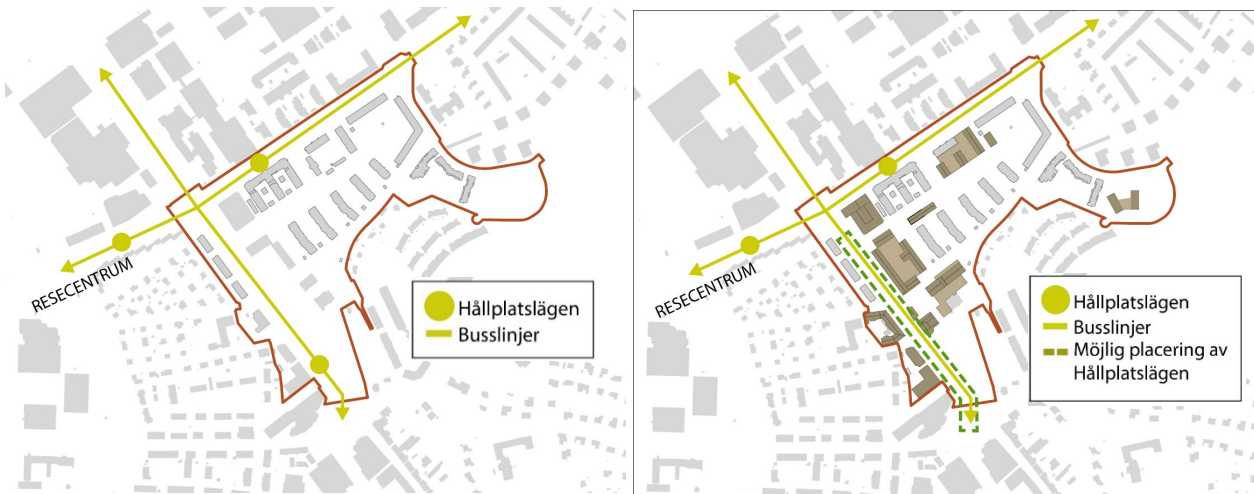 RESECENTRUM
Hållplatslägen
Busslinjer
RESECENTRUM
Hållplatslägen
Busslinjer
Möjlig placering av
Hållplatslägen